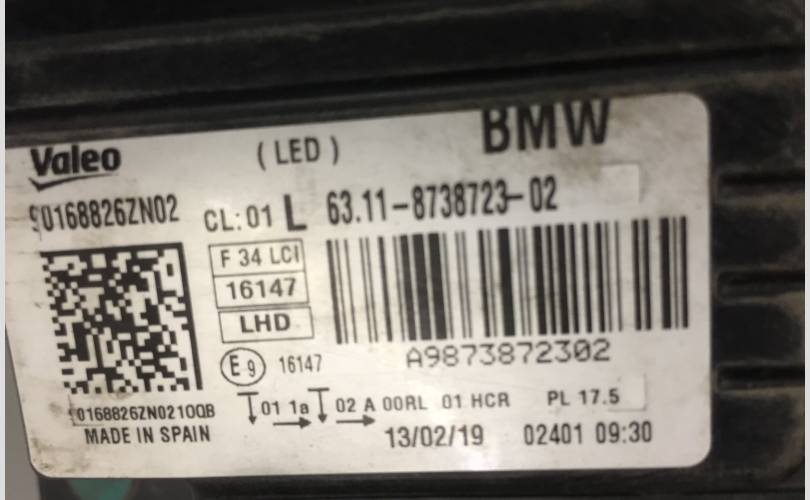 Valeo
( LED )
BMW
90168826ZN02
CL: 01 L 63.11-8738723-02
F 34 LCI
16147
LHD
E9 16147
A9873872302
90168826ZN0210QB
01 1a 02 A 00RL 01 HCR PL 17.5
MADE IN SPAIN
13/02/19 02401 09:30